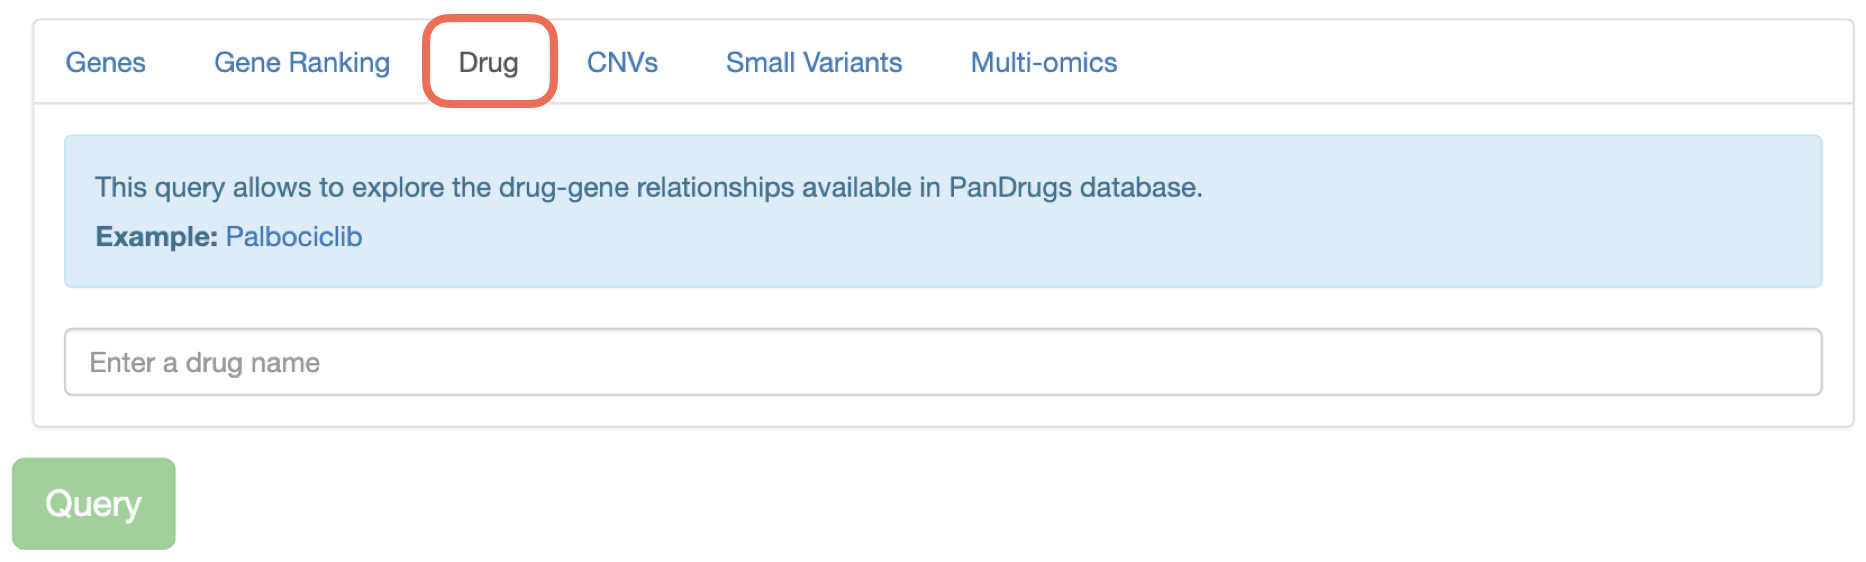 Genes Gene Ranking Drug CNVs Small Variants Multi-omics
This query allows to explore the drug-gene relationships available in PanDrugs database.
Example: Palbociclib
Enter a drug name
Query